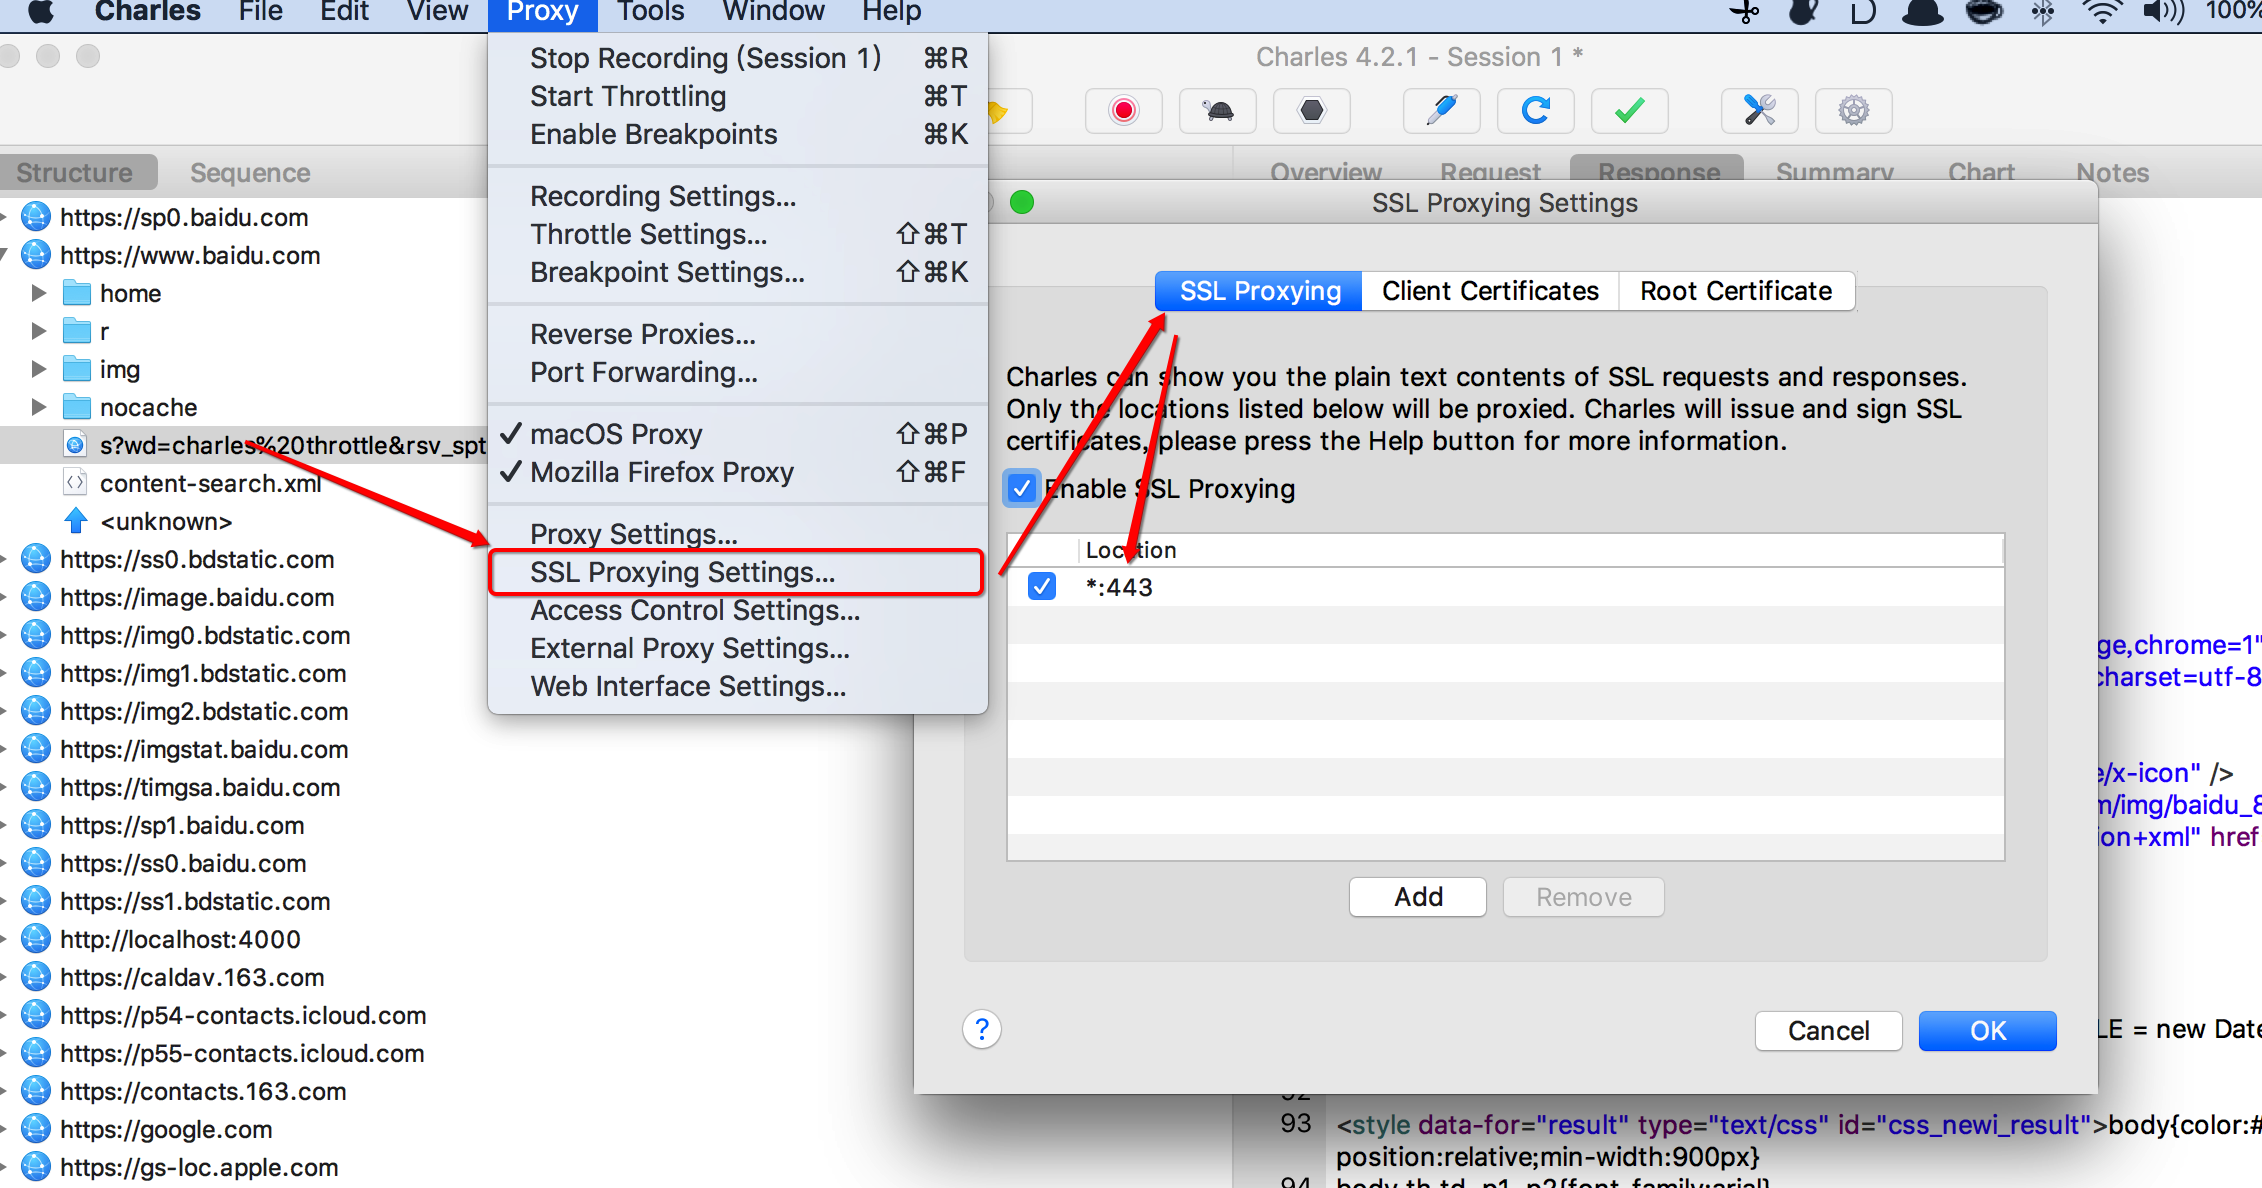 Charles File Edit View Proxy Tools Window Help 100%
Charles 4.2.1 - Session 1 *
Structure Sequence
Overview Request Response Summary Chart Notes
https://sp0.baidu.com
https://www.baidu.com
home
r
img
nocache
s?wd=charles%20throttle&rsv_spt
content-search.xml
<unknown>
https://ss0.bdstatic.com
https://image.baidu.com
https://img0.bdstatic.com
https://img1.bdstatic.com
https://img2.bdstatic.com
https://imgstat.baidu.com
https://timgsa.baidu.com
https://sp1.baidu.com
https://ss0.baidu.com
https://ss1.bdstatic.com
http://localhost:4000
https://caldav.163.com
https://p54-contacts.icloud.com
https://p55-contacts.icloud.com
https://contacts.163.com
https://google.com
https://gs-loc.apple.com
Stop Recording (Session 1) ⌘R
Start Throttling ⌘T
Enable Breakpoints ⌘K
Recording Settings...
Throttle Settings... ⇧⌘T
Breakpoint Settings... ⇧⌘K
Reverse Proxies...
Port Forwarding...
✓ macOS Proxy ⇧⌘P
✓ Mozilla Firefox Proxy ⇧⌘F
Proxy Settings...
SSL Proxying Settings...
Access Control Settings...
External Proxy Settings...
Web Interface Settings...
SSL Proxying Settings
SSL Proxying Client Certificates Root Certificate
Charles can show you the plain text contents of SSL requests and responses.
Only the locations listed below will be proxied. Charles will issue and sign SSL
certificates, please press the Help button for more information.
Enable SSL Proxying
Location
*:443
Add Remove
? Cancel OK
ge,chrome=1"
charset=utf-8
e/x-icon" />
m/img/baidu_8
ion+xml" href
LE = new Date
92
93 <style data-for="result" type="text/css" id="css_newi_result">body{color:#
position:relative;min-width:900px}
94 body,th,td,.p1,.p2{font-family:arial}